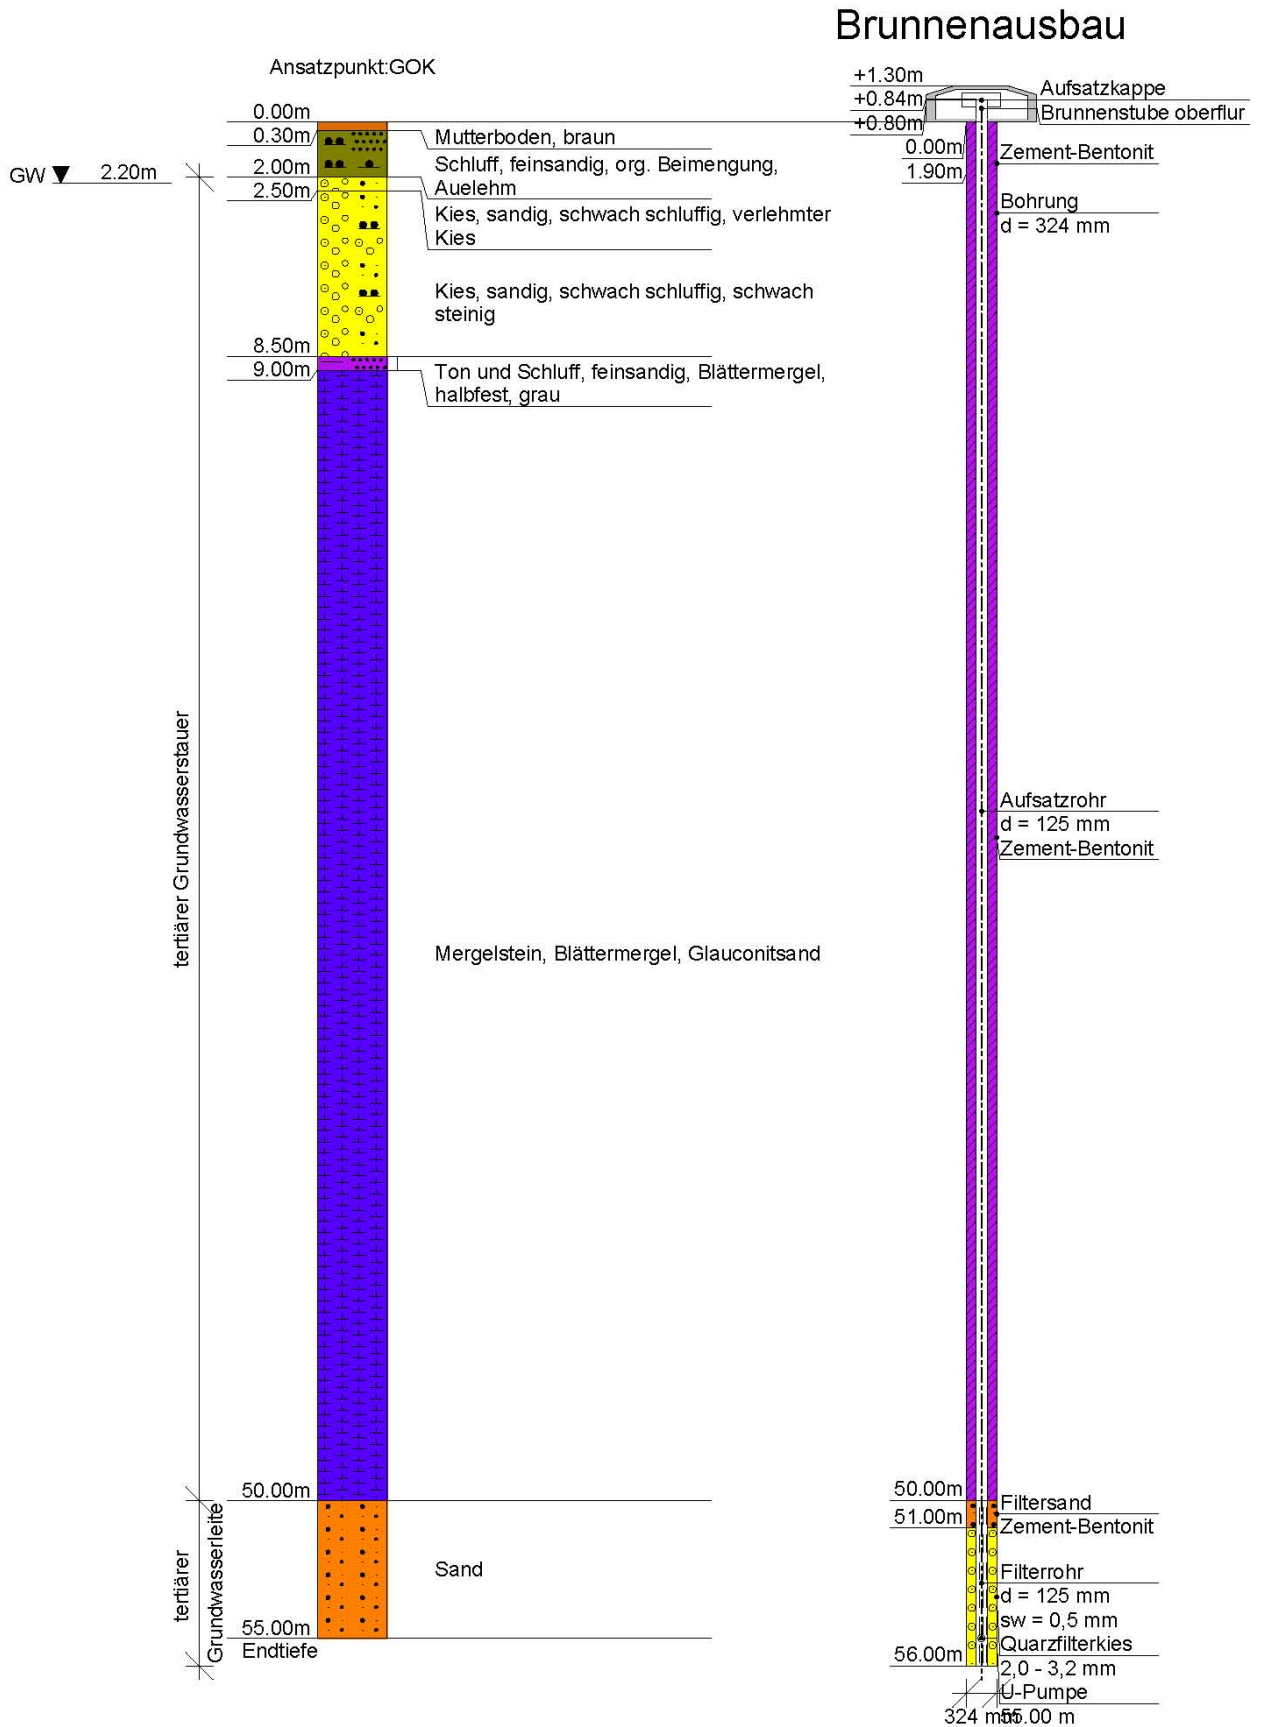 Brunnenausbau
Ansatzpunkt:GOK
0.00m
0.30m
Mutterboden, braun
2.00m
Schluff, feinsandig, org. Beimengung,
Auelehm
GW
2.20m
2.50m
Kies, sandig, schwach schluffig, verlehmter
Kies
Kies, sandig, schwach schluffig, schwach
steinig
8.50m
9.00m
Ton und Schluff, feinsandig, Blättermergel,
halbfest, grau
tertiärer Grundwasserstauer
Mergelstein, Blättermergel, Glauconitsand
50.00m
tertiärer
Grundwasserleite
Sand
55.00m
Endtiefe
+1.30m
+0.84m
+0.80m
Aufsatzkappe
Brunnenstube oberflur
0.00m
1.90m
Zement-Bentonit
Bohrung
d = 324 mm
Aufsatzrohr
d = 125 mm
Zement-Bentonit
50.00m
51.00m
Filtersand
Zement-Bentonit
Filterrohr
d = 125 mm
sw = 0,5 mm
Quarzfilterkies
2,0 - 3,2 mm
56.00m
U-Pumpe
55.00 m
324 mm